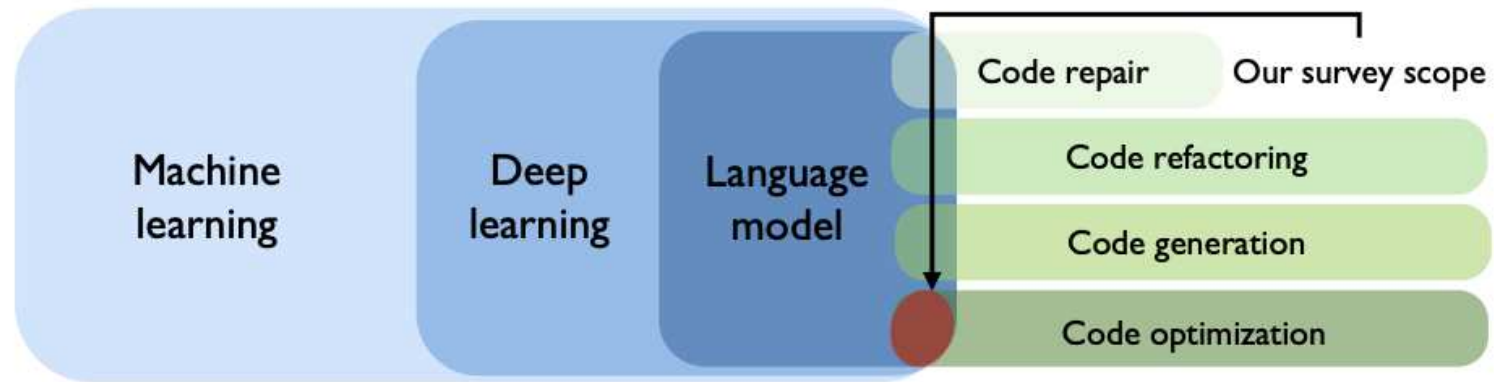 Machine
learning
Deep
learning
Language
model
Code repair
Our survey scope
Code refactoring
Code generation
Code optimization